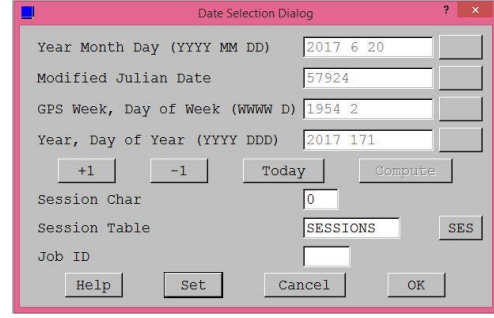 Date Selection Dialog ? ×
Year Month Day (YYYY MM DD) 2017 6 20
Modified Julian Date 57924
GPS Week, Day of Week (WWWW D) 1954 2
Year, Day of Year (YYYY DDD) 2017 171
+1 -1 Today Compute
Session Char 0
Session Table SESSIONS SES
Job ID
Help Set Cancel OK